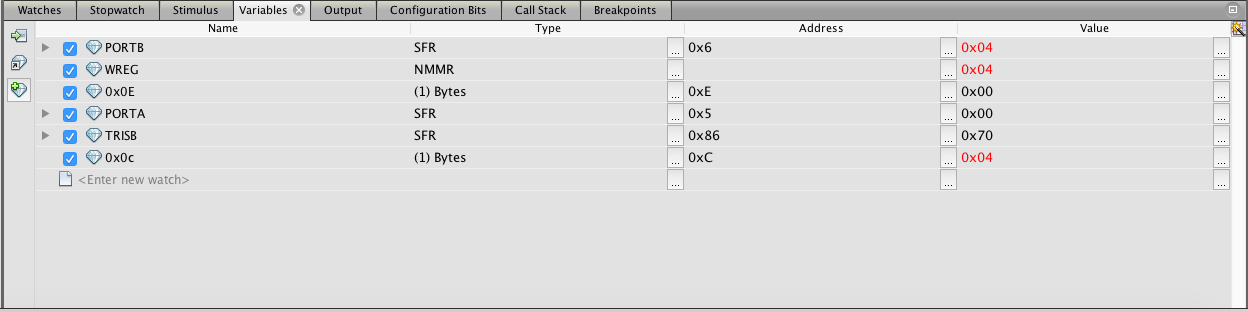 Watches Stopwatch Stimulus Variables Output Configuration Bits Call Stack Breakpoints
Name Type Address Value
PORTB SFR ... 0x6 ... 0x04 ...
WREG NMMR ... ... 0x04 ...
0x0E (1) Bytes ... 0xE ... 0x00 ...
PORTA SFR ... 0x5 ... 0x00 ...
TRISB SFR ... 0x86 ... 0x70 ...
0x0c (1) Bytes ... 0xC ... 0x04 ...
<Enter new watch> ... ... ...